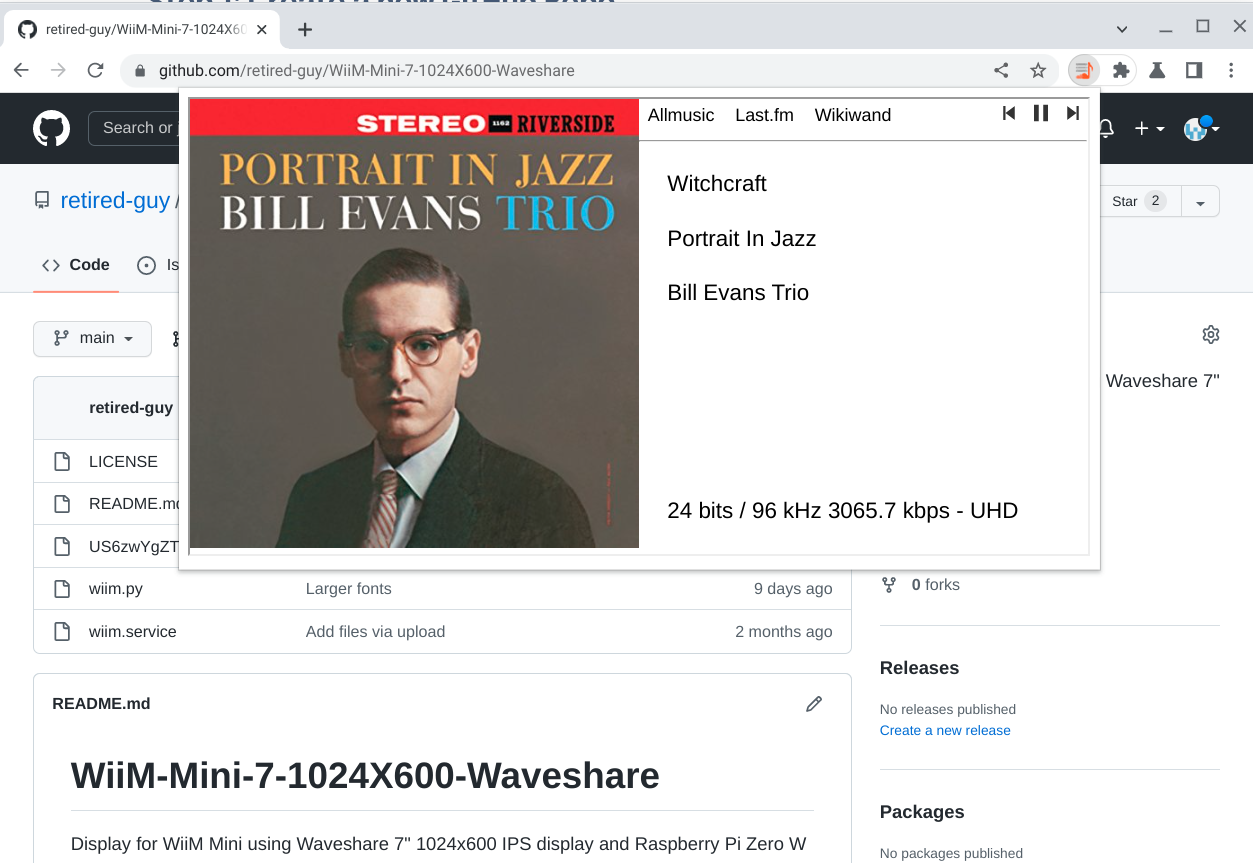 retired-guy/WiiM-Mini-7-1024X60
github.com/retired-guy/WiiM-Mini-7-1024X600-Waveshare
Search or j
STEREO 1162 RIVERSIDE
PORTRAIT IN JAZZ
BILL EVANS TRIO
Allmusic Last.fm Wikiwand
Witchcraft
Portrait In Jazz
Bill Evans Trio
24 bits / 96 kHz 3065.7 kbps - UHD
retired-guy /
Star 2
Code Is
main
Waveshare 7"
retired-guy
LICENSE
README.md
US6zwYgZT
wiim.py Larger fonts 9 days ago
wiim.service Add files via upload 2 months ago
0 forks
Releases
No releases published
Create a new release
Packages
No packages published
README.md
WiiM-Mini-7-1024X600-Waveshare
Display for WiiM Mini using Waveshare 7" 1024x600 IPS display and Raspberry Pi Zero W